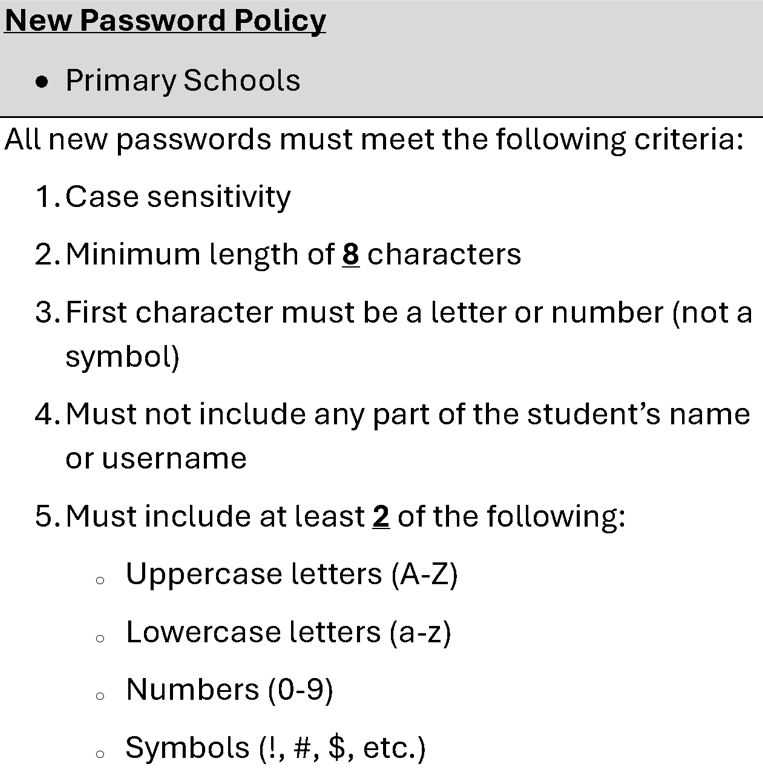 New Password Policy
• Primary Schools
All new passwords must meet the following criteria:
1. Case sensitivity
2. Minimum length of 8 characters
3. First character must be a letter or number (not a
symbol)
4. Must not include any part of the student’s name
or username
5. Must include at least 2 of the following:
○ Uppercase letters (A-Z)
○ Lowercase letters (a-z)
○ Numbers (0-9)
○ Symbols (!, #, $, etc.)